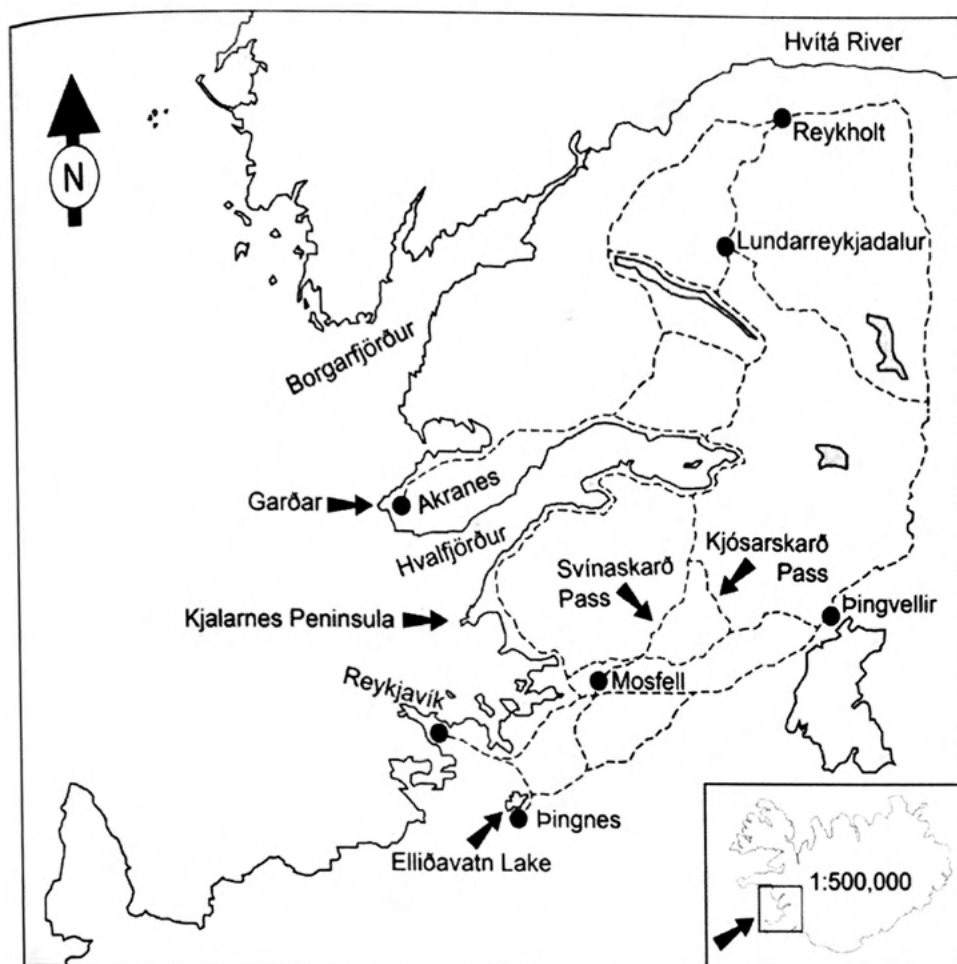 Hvítá River
N
Reykholt
Lundarreykjadalur
Borgarfjörður
Garðar
Akranes
Hvalfjörður
Svínaskarð
Pass
Kjósarskarð
Pass
Kjalarnes Peninsula
Þingvellir
Mosfell
Reykjavík
Þingnes
Elliðavatn Lake
1:500,000